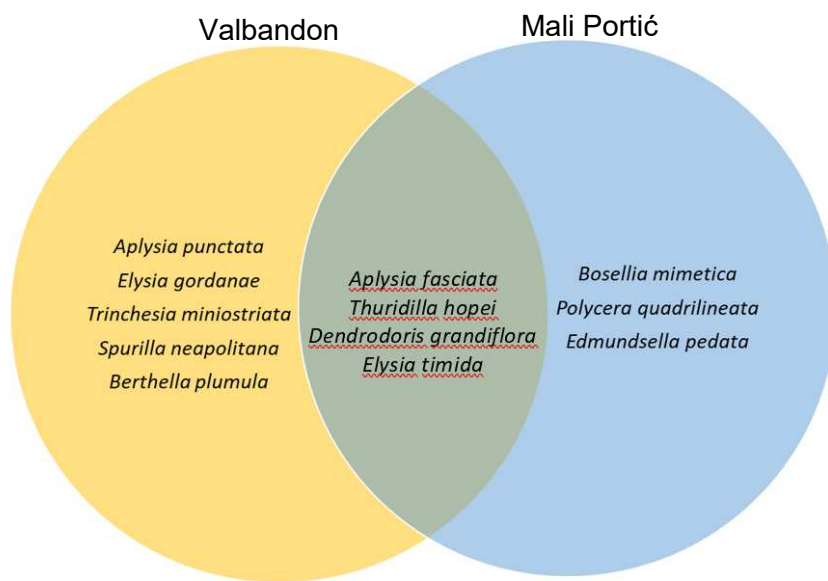 Valbandon
Mali Portić
Aplysia punctata
Elysia gordanae
Trinchesia miniostriata
Spurilla neapolitana
Berthella plumula
Aplysia fasciata
Thuridilla hopei
Dendrodoris grandiflora
Elysia timida
Bosellia mimetica
Polycera quadrilineata
Edmundsella pedata